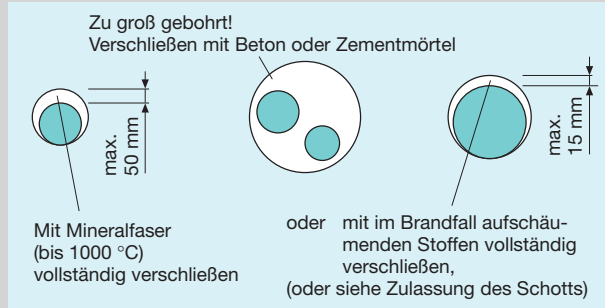 Zu groß gebohrt!
Verschließen mit Beton oder Zementmörtel
max.
50 mm
max.
15 mm
Mit Mineralfaser
(bis 1000 °C)
vollständig verschließen
oder mit im Brandfall aufschäu-
menden Stoffen vollständig
verschließen,
(oder siehe Zulassung des Schotts)